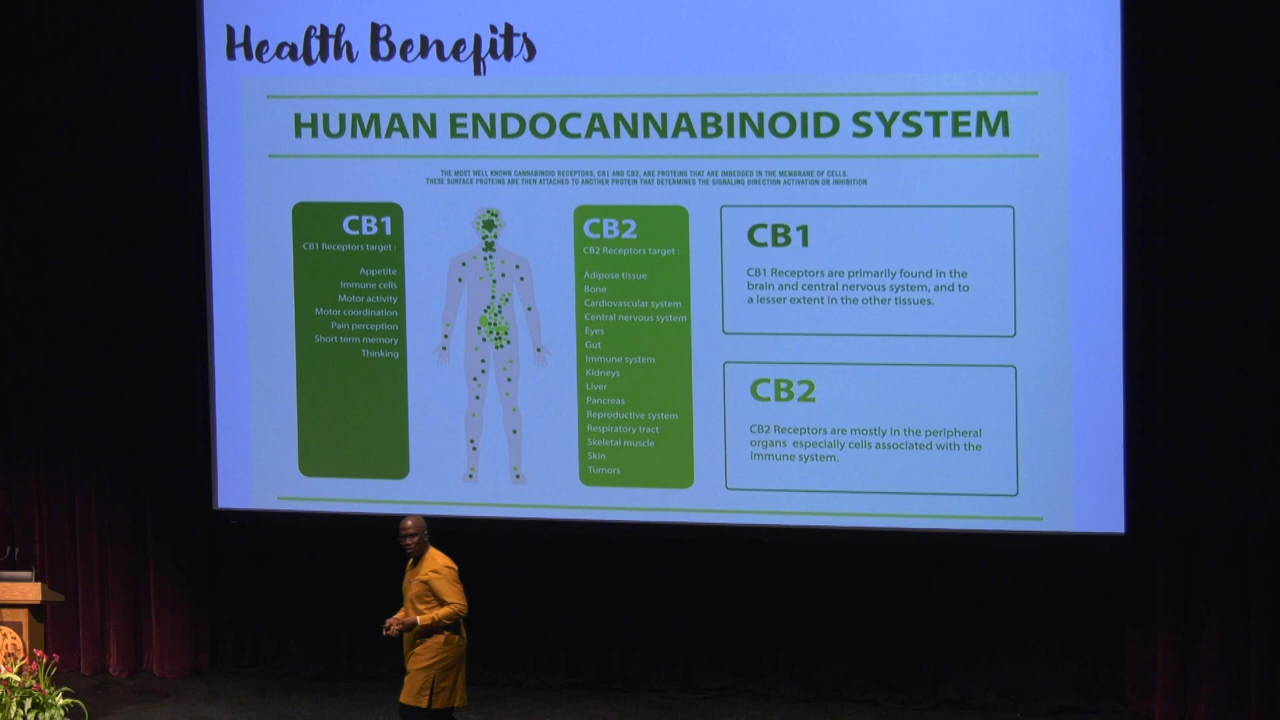 Health Benefits
HUMAN ENDOCANNABINOID SYSTEM
THE MOST WELL KNOWN CANNABINOID RECEPTORS, CB1 AND CB2, ARE PROTEINS THAT ARE IMBEDDED IN THE MEMBRANE OF CELLS.
THESE SURFACE PROTEINS ARE THEN ATTACHED TO ANOTHER PROTEIN THAT DETERMINES THE SIGNALING DIRECTION ACTIVATION OR INHIBITION
CB1
CB1 Receptors target :
Appetite
Immune cells
Motor activity
Motor coordination
Pain perception
Short term memory
Thinking
CB2
CB2 Receptors target :
Adipose tissue
Bone
Cardiovascular system
Central nervous system
Eyes
Gut
Immune system
Kidneys
Liver
Pancreas
Reproductive system
Respiratory tract
Skeletal muscle
Skin
Tumors
CB1
CB1 Receptors are primarily found in the
brain and central nervous system, and to
a lesser extent in the other tissues.
CB2
CB2 Receptors are mostly in the peripheral
organs especially cells associated with the
immune system.